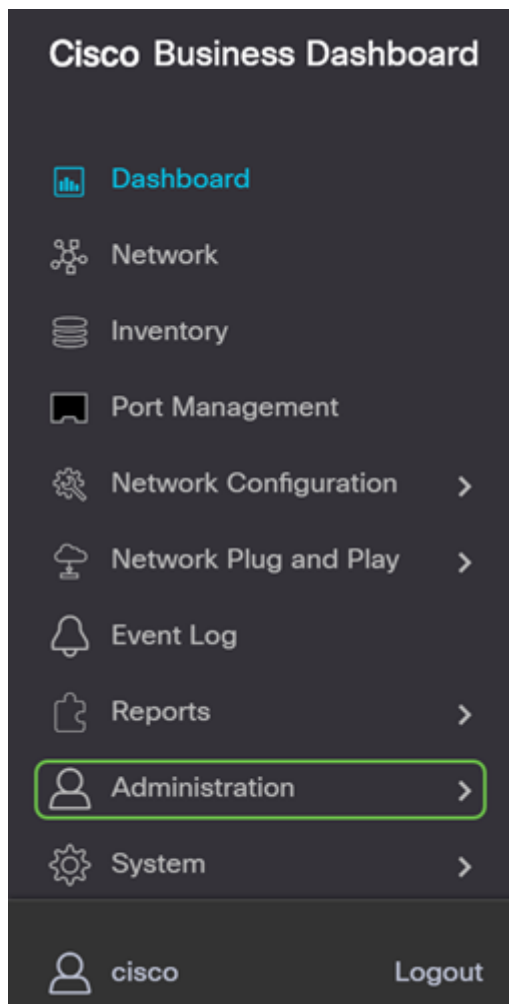 Cisco Business Dashboard
Dashboard
Network
Inventory
Port Management
Network Configuration
Network Plug and Play
Event Log
Reports
Administration
System
cisco Logout